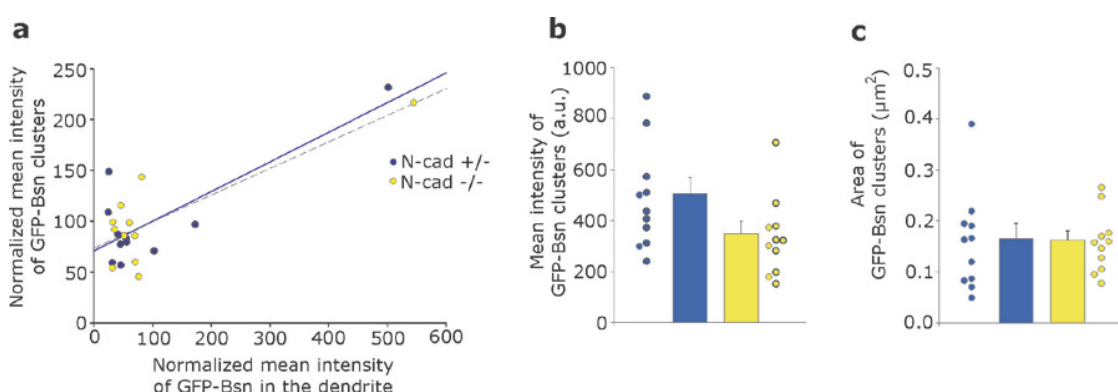 a
Normalized mean intensity
of GFP-Bsn clusters
250
200
150
100
50
0
0 100 200 300 400 500 600
Normalized mean intensity
of GFP-Bsn in the dendrite
N-cad +/-
N-cad -/-
b
Mean intensity of
GFP-Bsn clusters (a.u.)
1000
800
600
400
200
0
c
Area of
GFP-Bsn clusters (µm²)
0.5
0.4
0.3
0.2
0.1
0.0